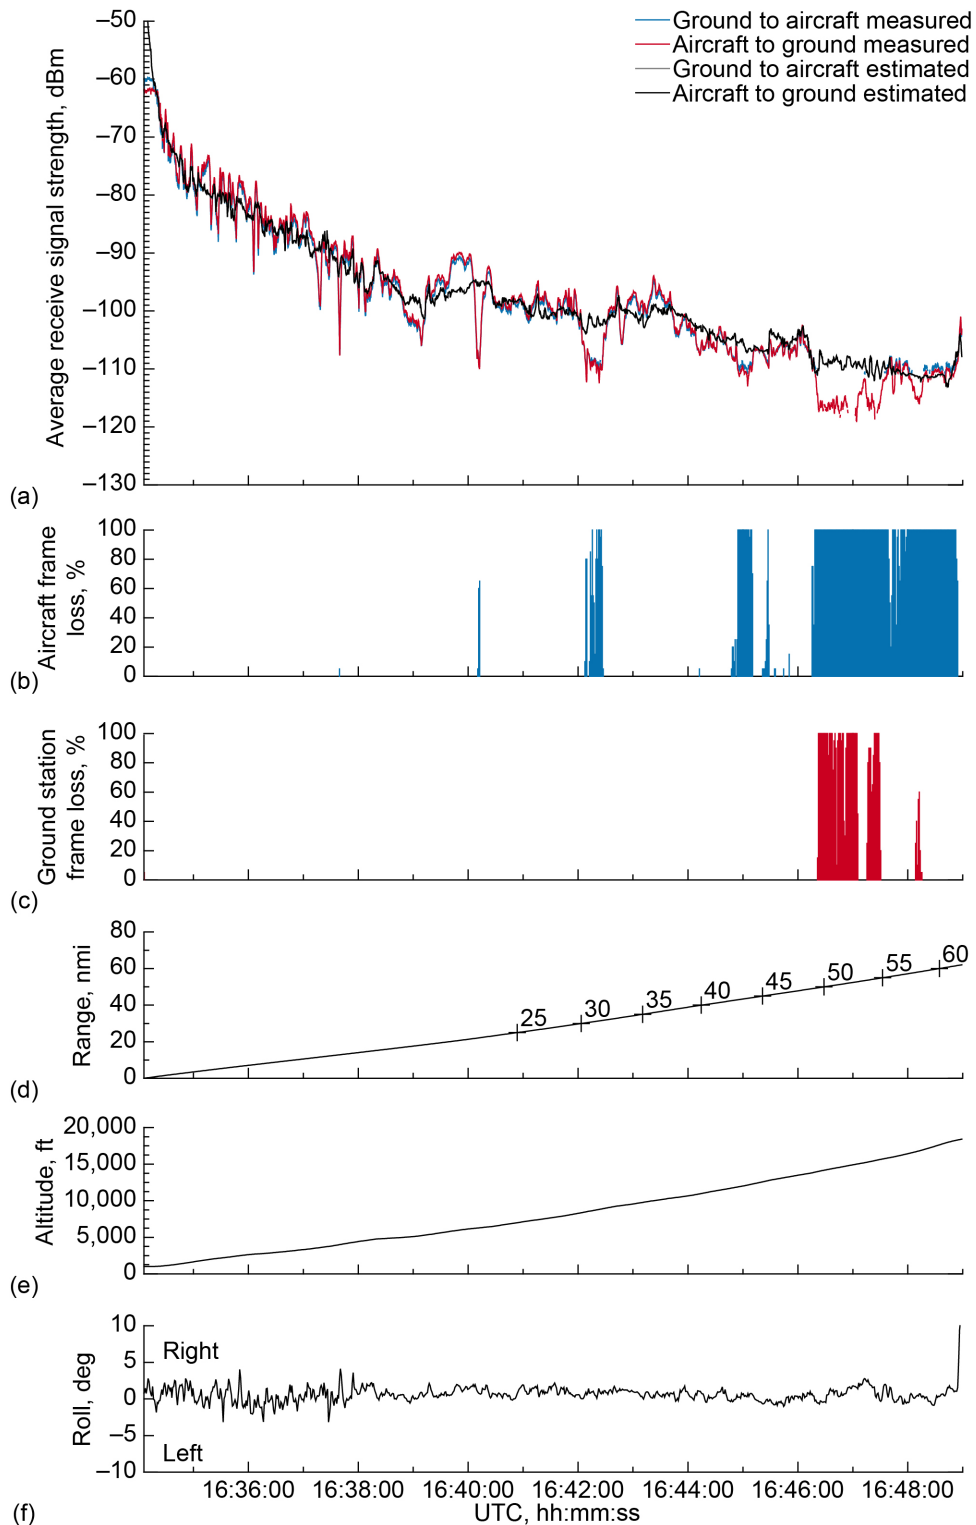 Ground to aircraft measured
Aircraft to ground measured
Ground to aircraft estimated
Aircraft to ground estimated
Average receive signal strength, dBm
–50
–60
–70
–80
–90
–100
–110
–120
–130
(a)
Aircraft frame
loss, %
100
80
60
40
20
0
(b)
Ground station
frame loss, %
100
80
60
40
20
0
(c)
Range, nmi
80
60
40
20
0
25
30
35
40
45
50
55
60
(d)
Altitude, ft
20,000
15,000
10,000
5,000
0
(e)
Roll, deg
10
5
0
–5
–10
Right
Left
16:36:00 16:38:00 16:40:00 16:42:00 16:44:00 16:46:00 16:48:00
UTC, hh:mm:ss
(f)